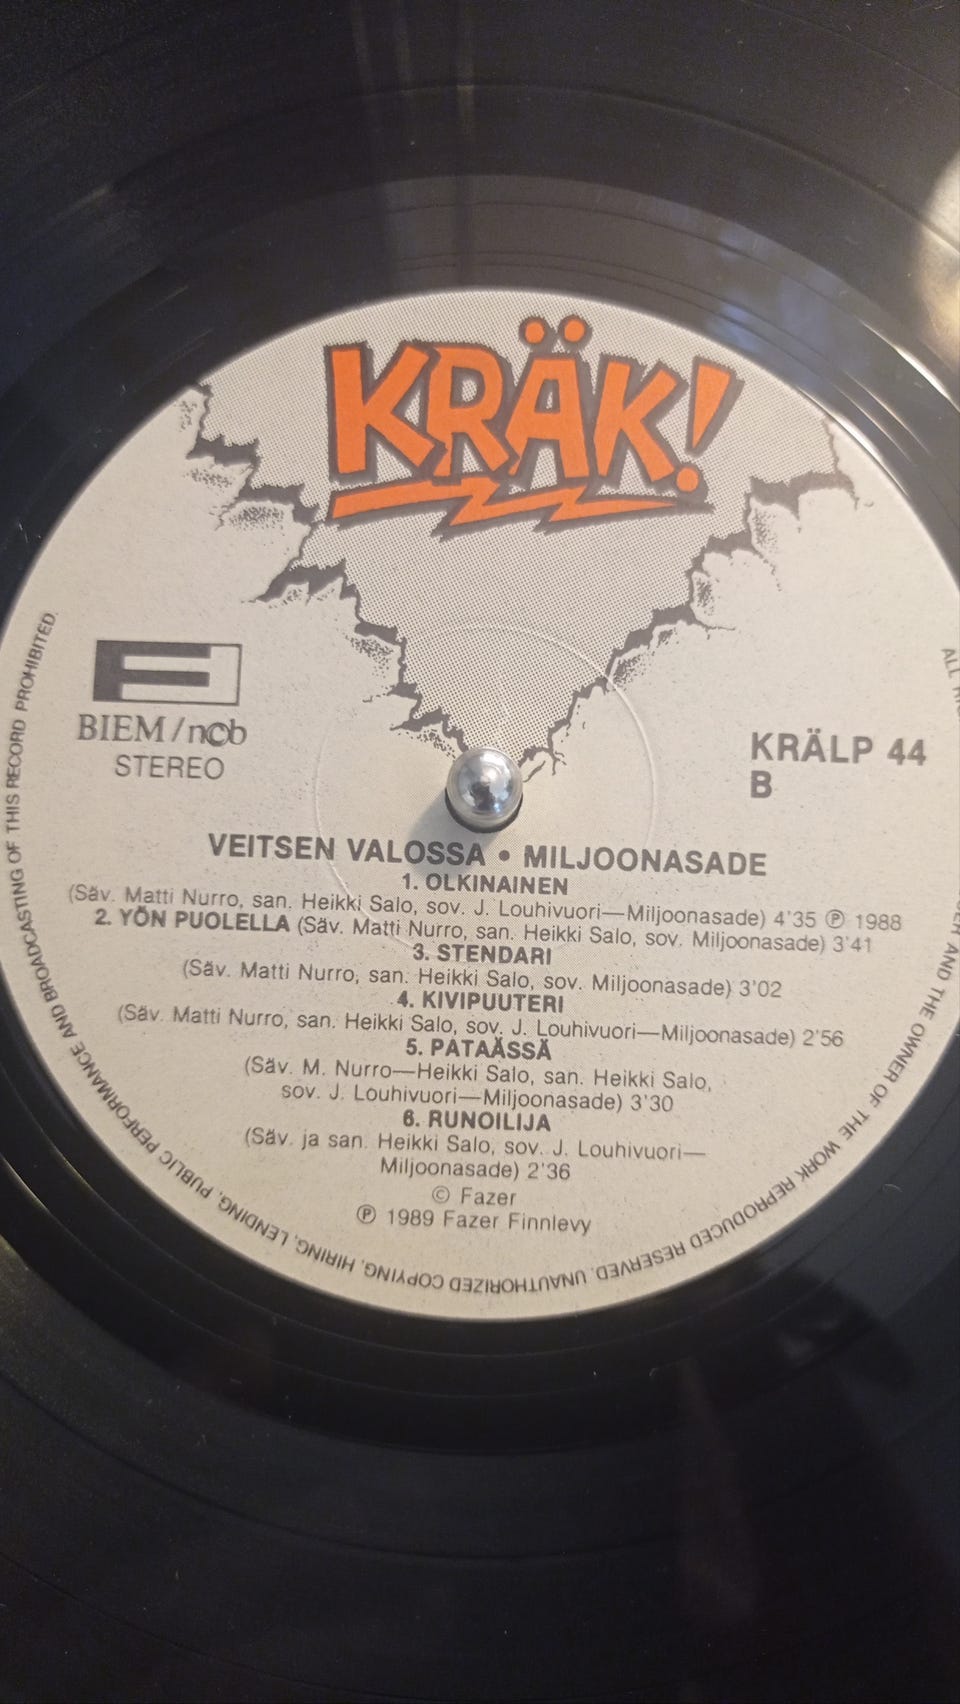 KRÄK!
BIEM/ncb
STEREO
KRÄLP 44
B
VEITSEN VALOSSA • MILJOONASADE
1. OLKINAINEN
(Säv. Matti Nurro, san. Heikki Salo, sov. J. Louhivuori—Miljoonasade) 4'35 ℗ 1988
2. YÖN PUOLELLA (Säv. Matti Nurro, san. Heikki Salo, sov. Miljoonasade) 3'41
3. STENDARI
(Säv. Matti Nurro, san. Heikki Salo, sov. Miljoonasade) 3'02
4. KIVIPUUTERI
(Säv. Matti Nurro, san. Heikki Salo, sov. J. Louhivuori—Miljoonasade) 2'56
5. PATAÄSSÄ
(Säv. M. Nurro—Heikki Salo, san. Heikki Salo,
sov. J. Louhivuori—Miljoonasade) 3'30
6. RUNOILIJA
(Säv. ja san. Heikki Salo, sov. J. Louhivuori—
Miljoonasade) 2'36
© Fazer
℗ 1989 Fazer Finnlevy
ALL AND THE OWNER OF THE WORK REPRODUCED RESERVED. UNAUTHORIZED COPYING, HIRING, LENDING, PUBLIC PERFORMANCE AND BROADCASTING OF THIS RECORD PROHIBITED.